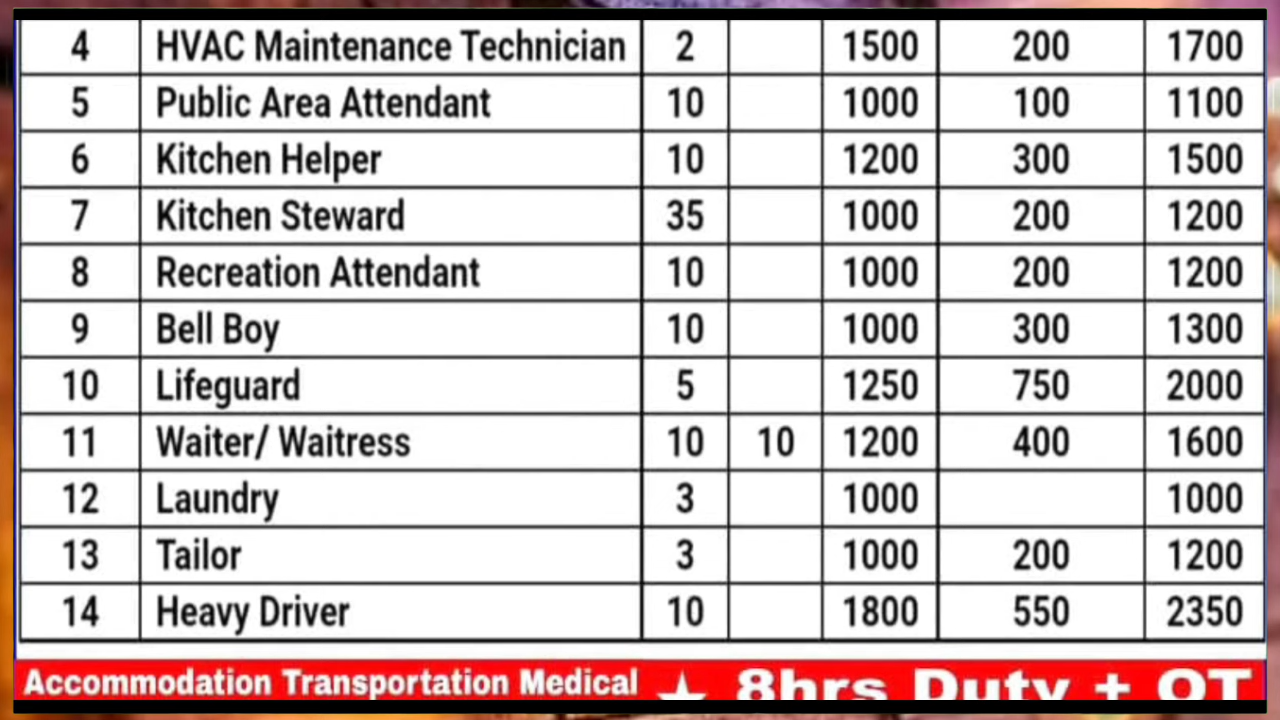 4 HVAC Maintenance Technician 2 1500 200 1700
5 Public Area Attendant 10 1000 100 1100
6 Kitchen Helper 10 1200 300 1500
7 Kitchen Steward 35 1000 200 1200
8 Recreation Attendant 10 1000 200 1200
9 Bell Boy 10 1000 300 1300
10 Lifeguard 5 1250 750 2000
11 Waiter/ Waitress 10 10 1200 400 1600
12 Laundry 3 1000 1000
13 Tailor 3 1000 200 1200
14 Heavy Driver 10 1800 550 2350
Accommodation Transportation Medical ★ 8hrs Duty + OT